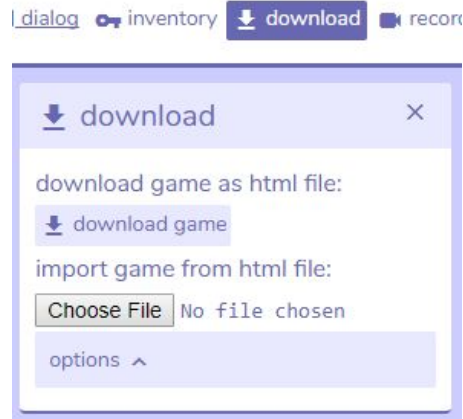 dialog inventory download recor
download
download game as html file:
download game
import game from html file:
Choose File No file chosen
options